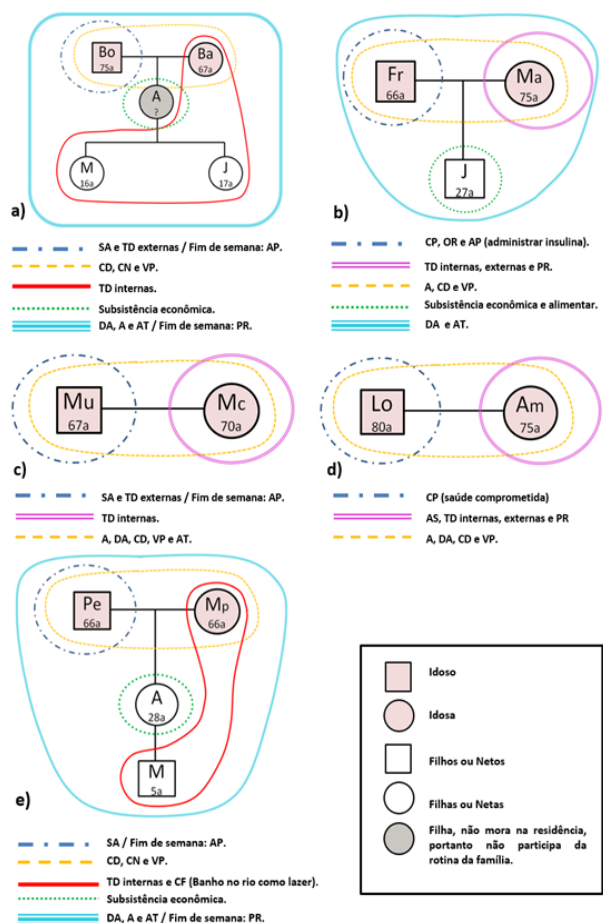 Bo
75a
Ba
67a
A
?
M
16a
J
17a
a)
SA e TD externas / Fim de semana: AP.
CD, CN e VP.
TD internas.
Subsistência econômica.
DA, A e AT / Fim de semana: PR.
Fr
66a
Ma
75a
J
27a
b)
CP, OR e AP (administrar insulina).
TD internas, externas e PR.
A, CD e VP.
Subsistência econômica e alimentar.
DA e AT.
Mu
67a
Mc
70a
c)
SA e TD externas / Fim de semana: AP.
TD internas.
A, DA, CD, VP e AT.
Lo
80a
Am
75a
d)
CP (saúde comprometida)
AS, TD internas, externas e PR
A, DA, CD e VP.
Pe
66a
Mp
66a
A
28a
M
5a
e)
SA / Fim de semana: AP.
CD, CN e VP.
TD internas e CF (Banho no rio como lazer).
Subsistência econômica.
DA, A e AT / Fim de semana: PR.
Idoso
Idosa
Filhos ou Netos
Filhas ou Netas
Filha, não mora na residência,
portanto não participa da
rotina da família.